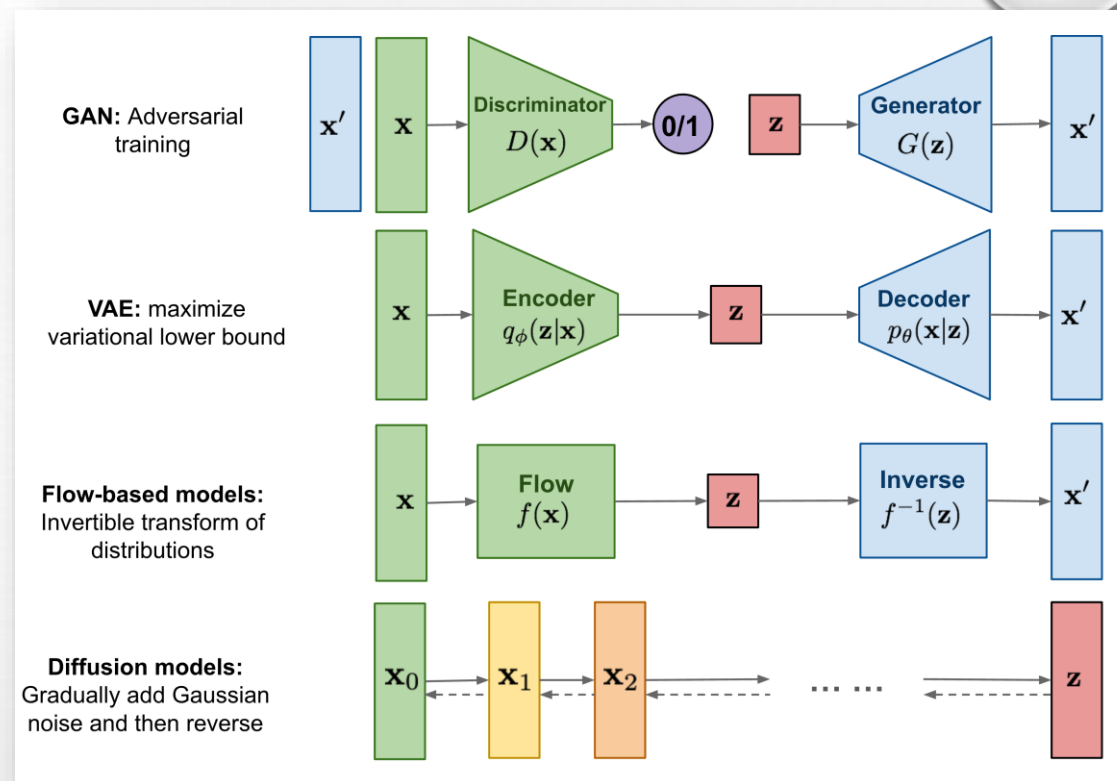 GAN: Adversarial
training
x′
x
Discriminator
D(x)
0/1
z
Generator
G(z)
x′
VAE: maximize
variational lower bound
x
Encoder
qϕ(z|x)
z
Decoder
pθ(x|z)
x′
Flow-based models:
Invertible transform of
distributions
x
Flow
f(x)
z
Inverse
f⁻¹(z)
x′
Diffusion models:
Gradually add Gaussian
noise and then reverse
x₀
x₁
x₂
... ...
z